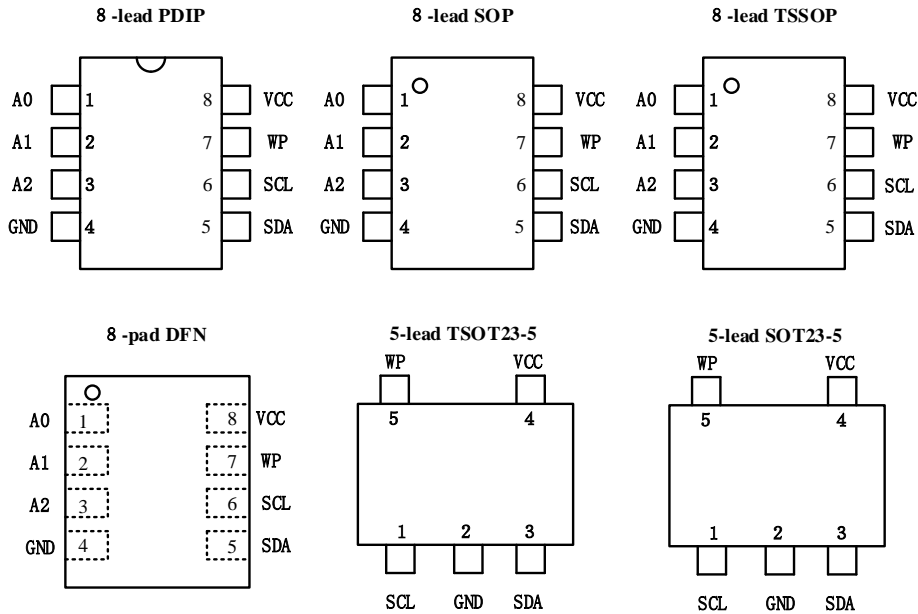 8 -lead PDIP
8 -lead SOP
8 -lead TSSOP
A0 1 8 VCC
A1 2 7 WP
A2 3 6 SCL
GND 4 5 SDA
A0 1 8 VCC
A1 2 7 WP
A2 3 6 SCL
GND 4 5 SDA
A0 1 8 VCC
A1 2 7 WP
A2 3 6 SCL
GND 4 5 SDA
8 -pad DFN
A0 1 8 VCC
A1 2 7 WP
A2 3 6 SCL
GND 4 5 SDA
5-lead TSOT23-5
WP VCC
5 4
1 2 3
SCL GND SDA
5-lead SOT23-5
WP VCC
5 4
1 2 3
SCL GND SDA